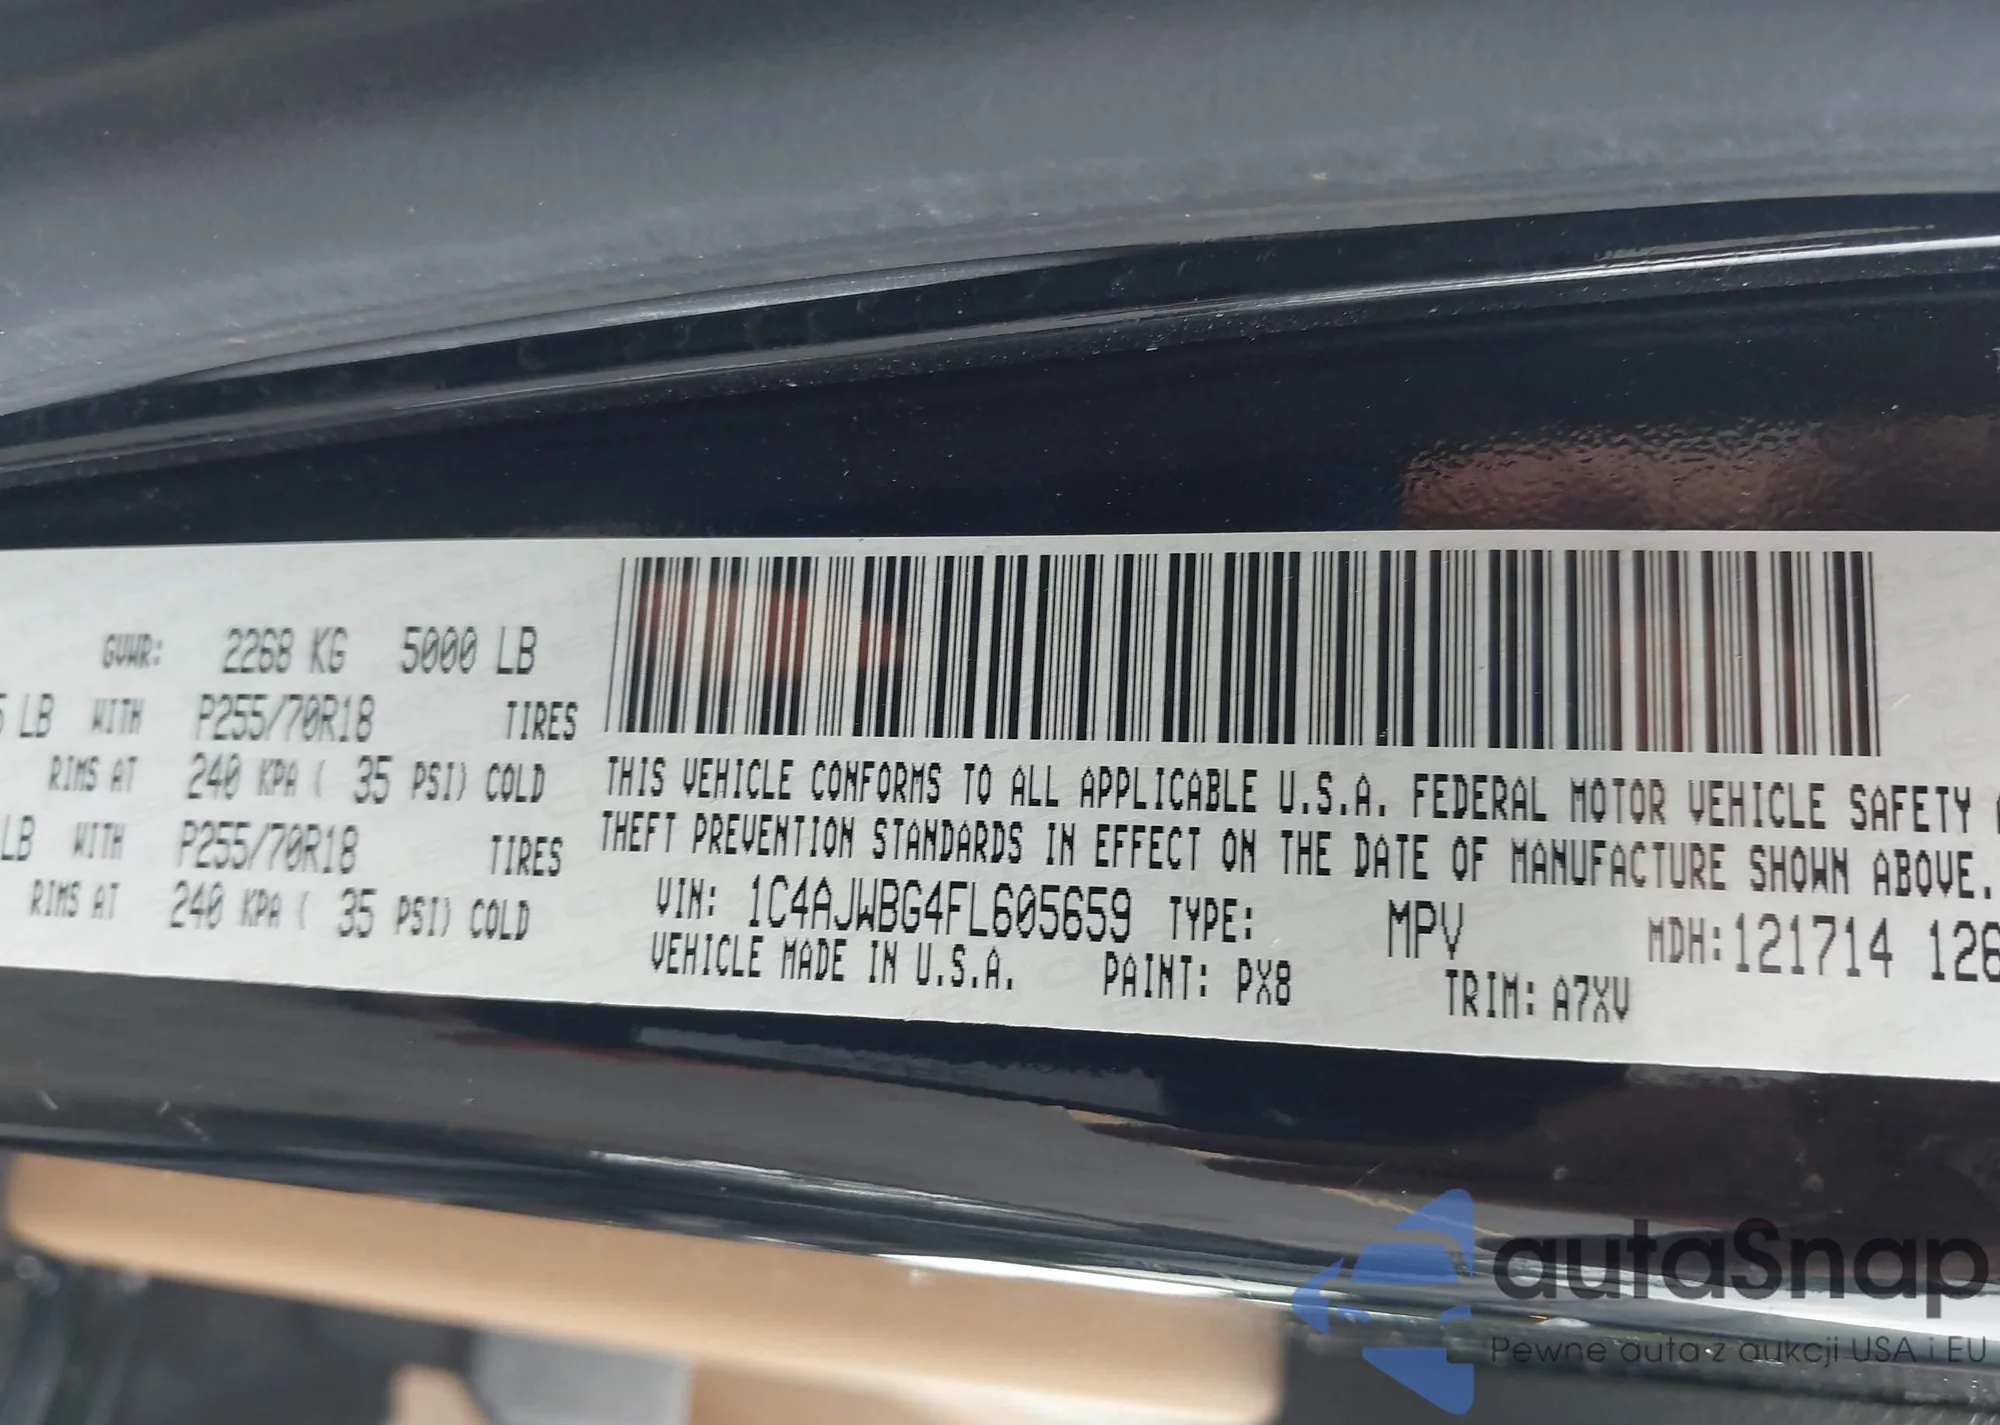 GVWR: 2268 KG 5000 LB
LB WITH P255/70R18 TIRES
RIMS AT 240 KPA ( 35 PSI) COLD
LB WITH P255/70R18 TIRES
RIMS AT 240 KPA ( 35 PSI) COLD
THIS VEHICLE CONFORMS TO ALL APPLICABLE U.S.A. FEDERAL MOTOR VEHICLE SAFETY
THEFT PREVENTION STANDARDS IN EFFECT ON THE DATE OF MANUFACTURE SHOWN ABOVE.
VIN: 1C4AJWBG4FL605659 TYPE: MPV MDH: 121714 126
VEHICLE MADE IN U.S.A. PAINT: PX8 TRIM: A7XV
autaSnap
Pewne auta z aukcji USA i EU